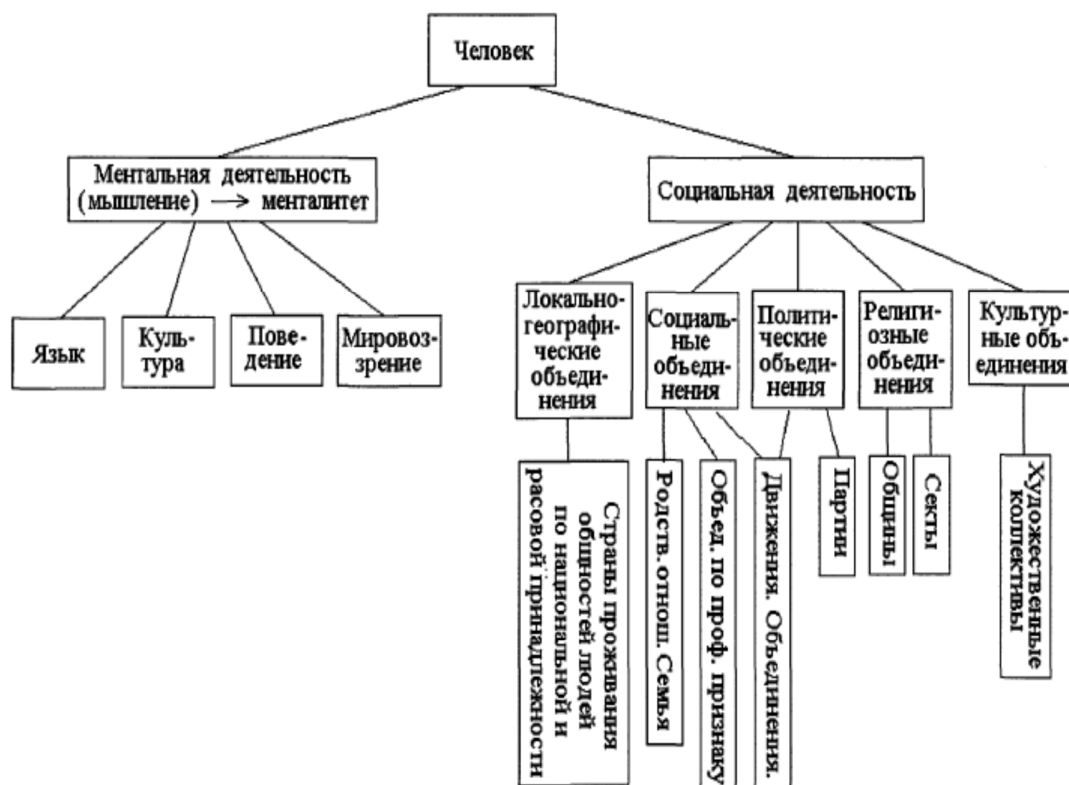 Человек
Ментальная деятельность
(мышление) → менталитет
Социальная деятельность
Язык
Куль-
тура
Пове-
дение
Мировоз-
зрение
Локально-
географи-
ческие
объеди-
нения
Социаль-
ные
объеди-
нения
Полити-
ческие
объеди-
нения
Религи-
озные
объеди-
нения
Культур-
ные объ-
единения
Страны проживания
общностей людей
по национальной и
расовой принадлежности
Родств. отнош. Семья
Объед. по проф. признаку
Движения. Объединения.
Партии
Общины
Секты
Художественные
коллективы